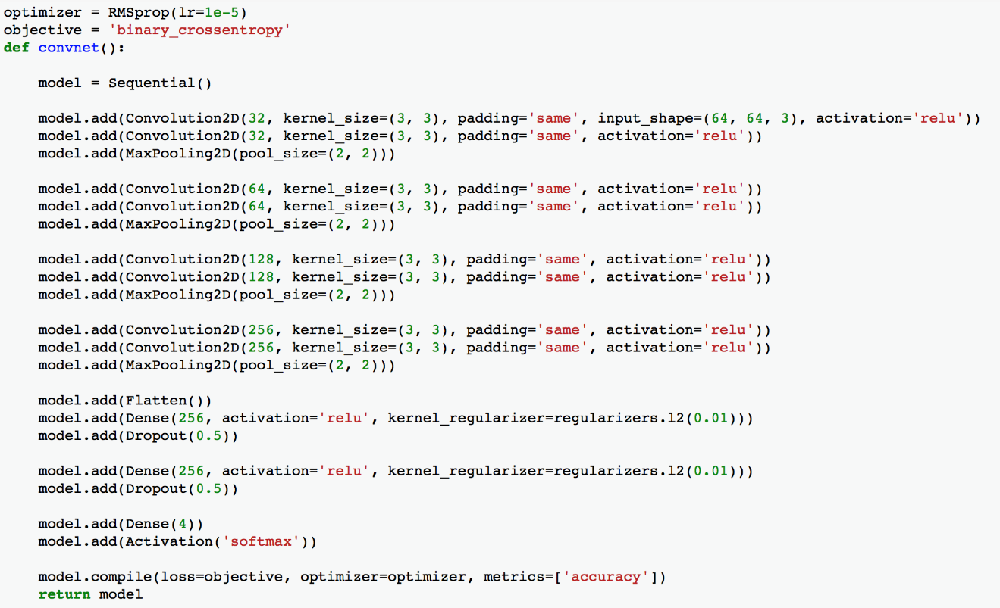 optimizer = RMSprop(lr=1e-5)
objective = 'binary_crossentropy'
def convnet():

    model = Sequential()

    model.add(Convolution2D(32, kernel_size=(3, 3), padding='same', input_shape=(64, 64, 3), activation='relu'))
    model.add(Convolution2D(32, kernel_size=(3, 3), padding='same', activation='relu'))
    model.add(MaxPooling2D(pool_size=(2, 2)))

    model.add(Convolution2D(64, kernel_size=(3, 3), padding='same', activation='relu'))
    model.add(Convolution2D(64, kernel_size=(3, 3), padding='same', activation='relu'))
    model.add(MaxPooling2D(pool_size=(2, 2)))

    model.add(Convolution2D(128, kernel_size=(3, 3), padding='same', activation='relu'))
    model.add(Convolution2D(128, kernel_size=(3, 3), padding='same', activation='relu'))
    model.add(MaxPooling2D(pool_size=(2, 2)))

    model.add(Convolution2D(256, kernel_size=(3, 3), padding='same', activation='relu'))
    model.add(Convolution2D(256, kernel_size=(3, 3), padding='same', activation='relu'))
    model.add(MaxPooling2D(pool_size=(2, 2)))

    model.add(Flatten())
    model.add(Dense(256, activation='relu', kernel_regularizer=regularizers.l2(0.01)))
    model.add(Dropout(0.5))

    model.add(Dense(256, activation='relu', kernel_regularizer=regularizers.l2(0.01)))
    model.add(Dropout(0.5))

    model.add(Dense(4))
    model.add(Activation('softmax'))

    model.compile(loss=objective, optimizer=optimizer, metrics=['accuracy'])
    return model